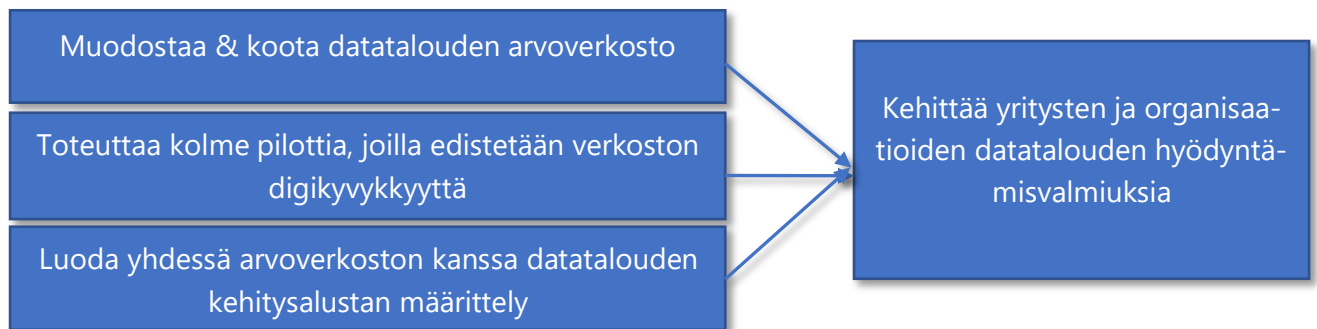 Muodostaa & koota datatalouden arvoverkosto
Toteuttaa kolme pilottia, joilla edistetään verkoston
digikyvykkyyttä
Luoda yhdessä arvoverkoston kanssa datatalouden
kehitysalustan määrittely
Kehittää yritysten ja organisaa-
tioiden datatalouden hyödyntä-
misvalmiuksia